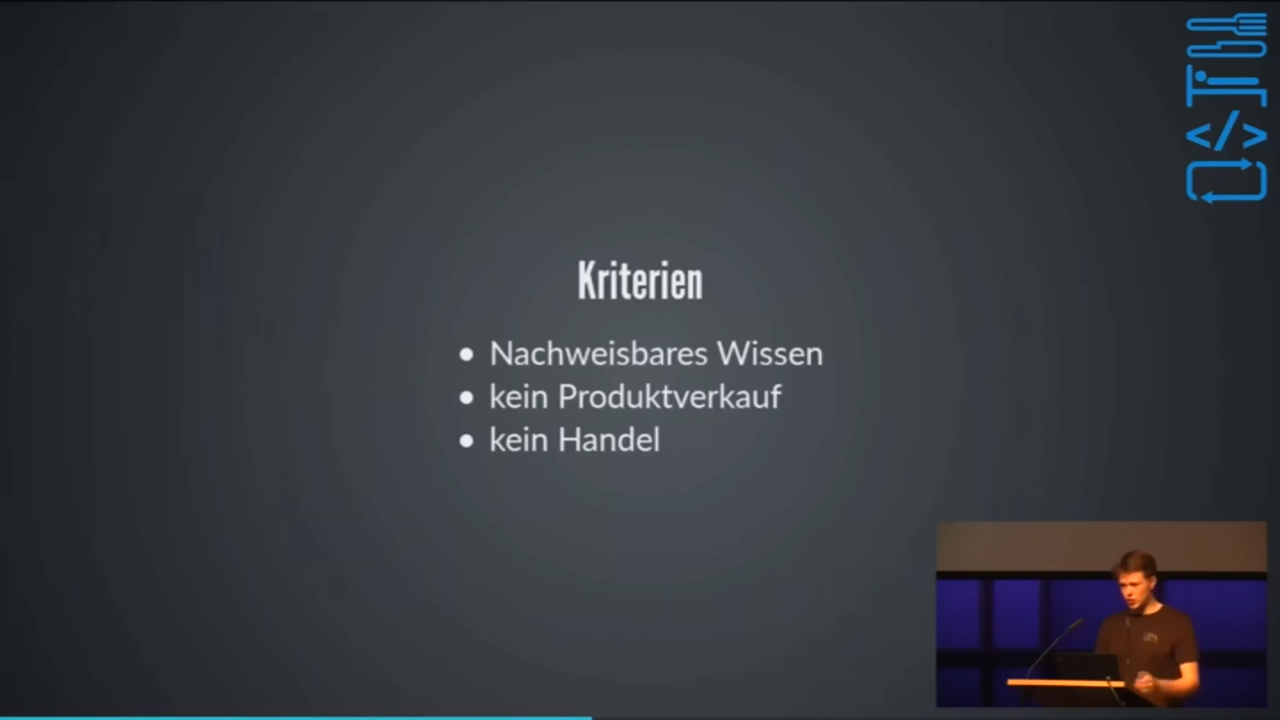 Kriterien
Nachweisbares Wissen
kein Produktverkauf
kein Handel